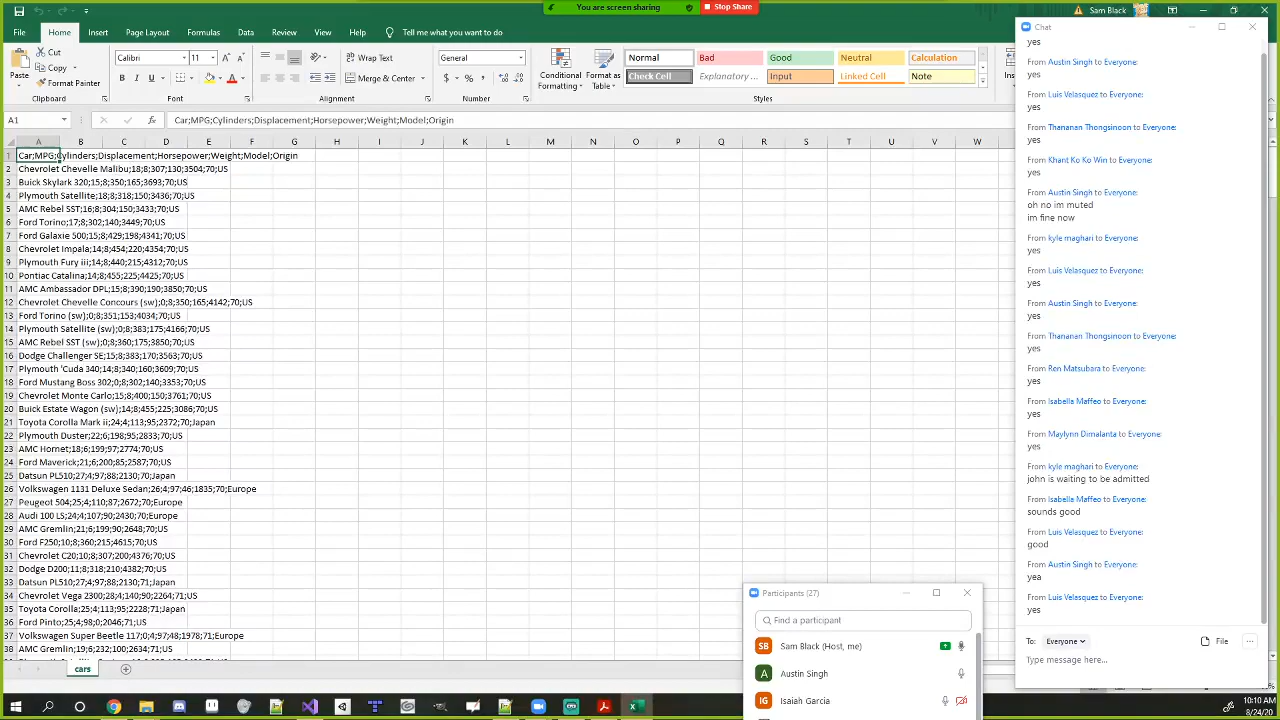 You are screen sharing
Stop Share
Sam Black
File Home Insert Page Layout Formulas Data Review View Help Tell me what you want to do
Paste
Cut
Copy
Format Painter
Clipboard
Calibri 11
B I U
Font
Wrap Text
Alignment
General
$ % ,
Number
Conditional Formatting
Format as Table
Normal Bad Good Neutral Calculation
Check Cell Explanatory ... Input Linked Cell Note
Styles
Ins
A1 fx Car;MPG;Cylinders;Displacement;Horsepower;Weight;Model;Origin
A B C D E F G H I J K L M N O P Q R S T U V W
1 Car;MPG;Cylinders;Displacement;Horsepower;Weight;Model;Origin
2 Chevrolet Chevelle Malibu;18;8;307;130;3504;70;US
3 Buick Skylark 320;15;8;350;165;3693;70;US
4 Plymouth Satellite;18;8;318;150;3436;70;US
5 AMC Rebel SST;16;8;304;150;3433;70;US
6 Ford Torino;17;8;302;140;3449;70;US
7 Ford Galaxie 500;15;8;429;198;4341;70;US
8 Chevrolet Impala;14;8;454;220;4354;70;US
9 Plymouth Fury iii;14;8;440;215;4312;70;US
10 Pontiac Catalina;14;8;455;225;4425;70;US
11 AMC Ambassador DPL;15;8;390;190;3850;70;US
12 Chevrolet Chevelle Concours (sw);0;8;350;165;4142;70;US
13 Ford Torino (sw);0;8;351;153;4034;70;US
14 Plymouth Satellite (sw);0;8;383;175;4166;70;US
15 AMC Rebel SST (sw);0;8;360;175;3850;70;US
16 Dodge Challenger SE;15;8;383;170;3563;70;US
17 Plymouth 'Cuda 340;14;8;340;160;3609;70;US
18 Ford Mustang Boss 302;0;8;302;140;3353;70;US
19 Chevrolet Monte Carlo;15;8;400;150;3761;70;US
20 Buick Estate Wagon (sw);14;8;455;225;3086;70;US
21 Toyota Corolla Mark ii;24;4;113;95;2372;70;Japan
22 Plymouth Duster;22;6;198;95;2833;70;US
23 AMC Hornet;18;6;199;97;2774;70;US
24 Ford Maverick;21;6;200;85;2587;70;US
25 Datsun PL510;27;4;97;88;2130;70;Japan
26 Volkswagen 1131 Deluxe Sedan;26;4;97;46;1835;70;Europe
27 Peugeot 504;25;4;110;87;2672;70;Europe
28 Audi 100 LS;24;4;107;90;2430;70;Europe
29 AMC Gremlin;21;6;199;90;2648;70;US
30 Ford F250;10;8;360;215;4615;70;US
31 Chevrolet C20;10;8;307;200;4376;70;US
32 Dodge D200;11;8;318;210;4382;70;US
33 Datsun PL510;27;4;97;88;2130;71;Japan
34 Chevrolet Vega 2300;28;4;140;90;2264;71;US
35 Toyota Corolla;25;4;113;95;2228;71;Japan
36 Ford Pinto;25;4;98;0;2046;71;US
37 Volkswagen Super Beetle 117;0;4;97;48;1978;71;Europe
38 AMC Gremlin;19;6;232;100;2634;71;US
cars
Participants (27)
Find a participant
SB Sam Black (Host, me)
A Austin Singh
IG Isaiah Garcia
Chat
yes
From Austin Singh to Everyone:
yes
From Luis Velasquez to Everyone:
yes
From Thananan Thongsinoon to Everyone:
yes
From Khant Ko Ko Win to Everyone:
yes
From Austin Singh to Everyone:
oh no im muted
im fine now
From kyle maghari to Everyone:
yes
From Luis Velasquez to Everyone:
yes
From Austin Singh to Everyone:
yes
From Thananan Thongsinoon to Everyone:
yes
From Ren Matsubara to Everyone:
yes
From Isabella Maffeo to Everyone:
yes
From Maylynn Dimalanta to Everyone:
yes
From kyle maghari to Everyone:
john is waiting to be admitted
From Isabella Maffeo to Everyone:
sounds good
From Luis Velasquez to Everyone:
good
From Austin Singh to Everyone:
yea
From Luis Velasquez to Everyone:
yes
To: Everyone File
Type message here...
10:10 AM
8/24/20